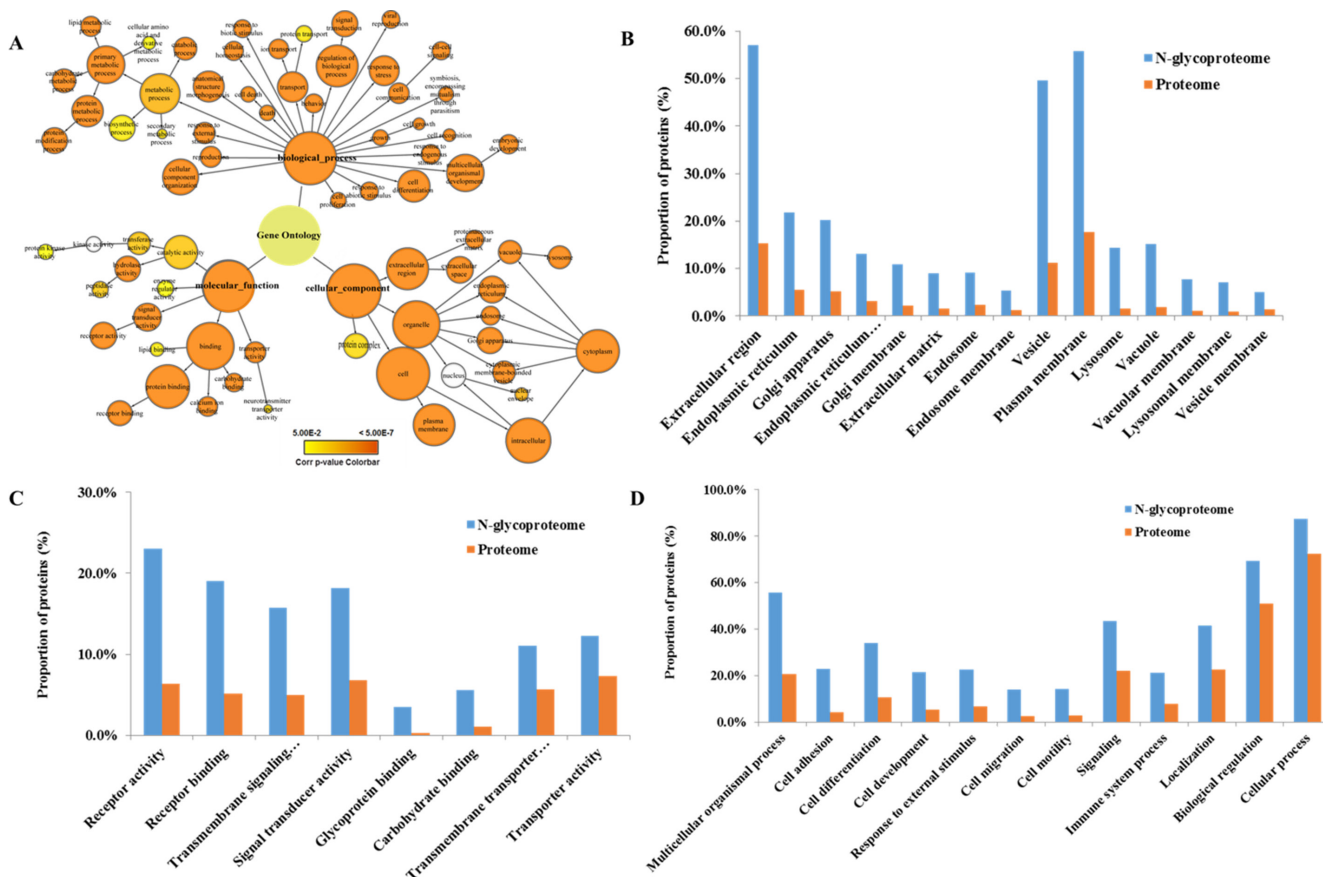 A
lipid metabolic
process
cellular amino
acid and
derivative
metabolic
process
catabolic
process
primary
metabolic
process
carbohydrate
metabolic
process
metabolic
process
protein
metabolic
process
biosynthetic
process
secondary
metabolic
process
protein
modification
process
response to
biotic stimulus
cellular
homeostasis
protein transport
ion transport
signal
transduction
viral
reproduction
regulation of
biological
process
cell-cell
signaling
response to
stress
transport
anatomical
structure
morphogenesis
cell death
death
behavior
cell
communication
symbiosis,
encompassing
mutualism
through
parasitism
response to
external
stimulus
reproduction
growth
cell growth
cell recognition
response to
endogenous
stimulus
embryonic
development
biological_process
cellular
component
organization
cell
proliferation
response to
abiotic stimulus
cell
differentiation
multicellular
organismal
development
Gene Ontology
protein kinase
activity
kinase activity
transferase
activity
catalytic activity
hydrolase
activity
peptidase
activity
enzyme
regulator
activity
molecular_function
signal
transducer
activity
receptor activity
lipid binding
binding
transporter
activity
protein binding
carbohydrate
binding
calcium ion
binding
receptor binding
neurotransmitter
transporter
activity
cellular_component
extracellular
region
proteinaceous
extracellular
matrix
extracellular
space
vacuole
lysosome
endoplasmic
reticulum
organelle
endosome
Golgi apparatus
cytoplasm
protein complex
cell
nucleus
cytoplasmic
membrane-bounded
vesicle
nuclear
envelope
plasma
membrane
intracellular
5.00E-2
< 5.00E-7
Corr p-value Colorbar
B
Proportion of proteins (%)
60.0%
50.0%
40.0%
30.0%
20.0%
10.0%
0.0%
N-glycoproteome
Proteome
Extracellular region
Endoplasmic reticulum
Golgi apparatus
Endoplasmic reticulum…
Golgi membrane
Extracellular matrix
Endosome
Endosome membrane
Vesicle
Plasma membrane
Lysosome
Vacuole
Vacuolar membrane
Lysosomal membrane
Vesicle membrane
C
Proportion of proteins (%)
30.0%
20.0%
10.0%
0.0%
N-glycoproteome
Proteome
Receptor activity
Receptor binding
Transmembrane signaling…
Signal transducer activity
Glycoprotein binding
Carbohydrate binding
Transmembrane transporter…
Transporter activity
D
Proportion of proteins (%)
100.0%
80.0%
60.0%
40.0%
20.0%
0.0%
N-glycoproteome
Proteome
Multicellular organismal process
Cell adhesion
Cell differentiation
Cell development
Response to external stimulus
Cell migration
Cell motility
Signaling
Immune system process
Localization
Biological regulation
Cellular process